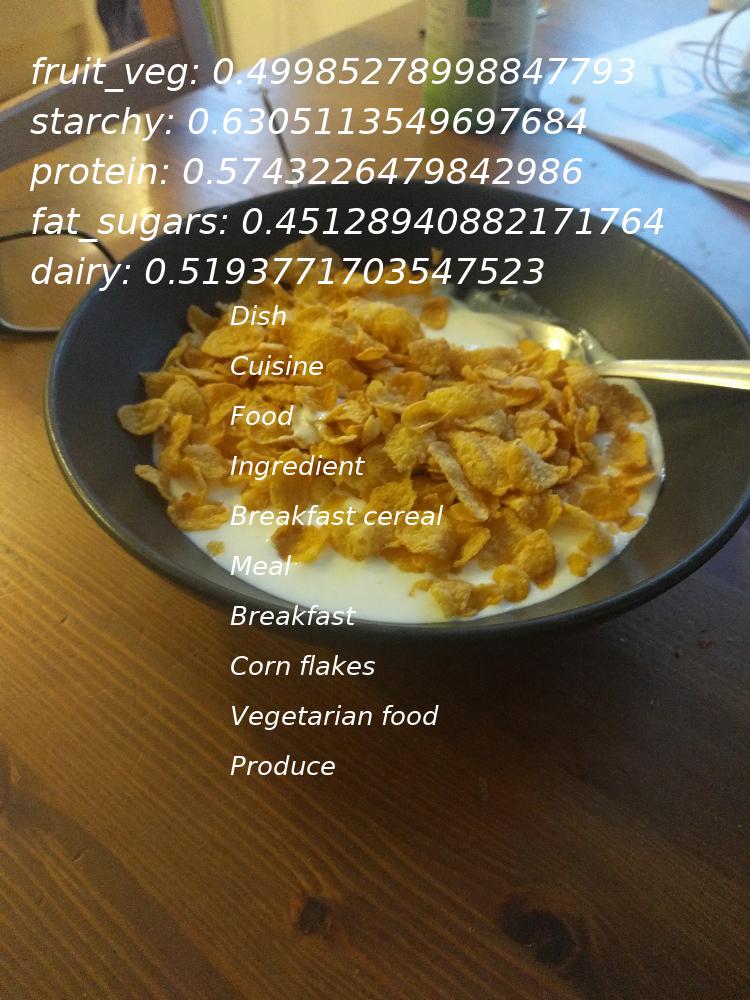 fruit_veg: 0.49985278998847793
starchy: 0.6305113549697684
protein: 0.5743226479842986
fat_sugars: 0.45128940882171764
dairy: 0.5193771703547523
Dish
Cuisine
Food
Ingredient
Breakfast cereal
Meal
Breakfast
Corn flakes
Vegetarian food
Produce